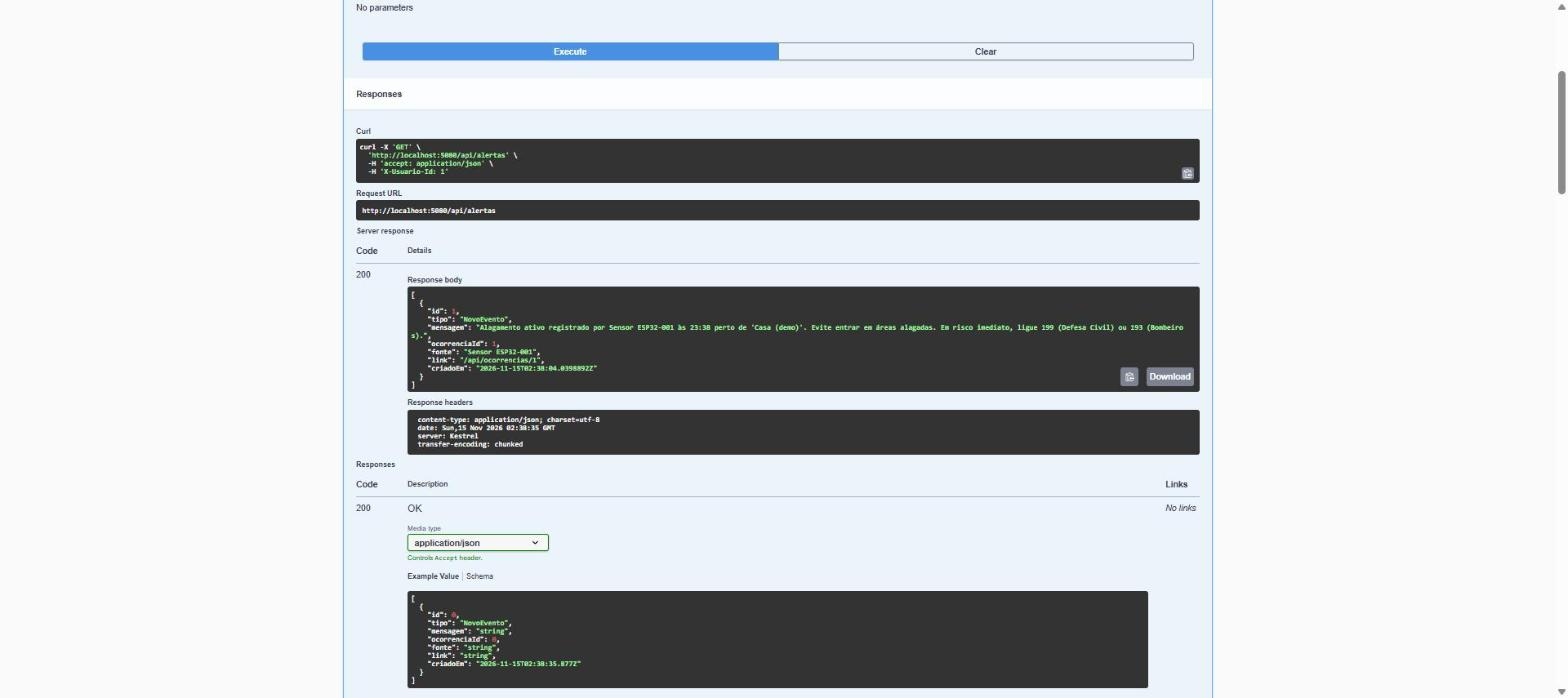 No parameters
Execute
Clear
Responses
Curl
curl -X 'GET' \
'http://localhost:5080/api/alertas' \
-H 'accept: application/json' \
-H 'X-Usuario-Id: 1'
Request URL
http://localhost:5080/api/alertas
Server response
Code
Details
200
Response body
[
{
"id": 1,
"tipo": "NovoEvento",
"mensagem": "Alagamento ativo registrado por Sensor ESP32-001 às 23:38 perto de 'Casa (demo)'. Evite entrar em áreas alagadas. Em risco imediato, ligue 199 (Defesa Civil) ou 193 (Bombeiro
s).",
"ocorrenciaId": 1,
"fonte": "Sensor ESP32-001",
"link": "/api/ocorrencias/1",
"criadoEm": "2026-11-15T02:38:04.0398892Z"
}
]
Download
Response headers
content-type: application/json; charset=utf-8
date: Sun,15 Nov 2026 02:38:35 GMT
server: Kestrel
transfer-encoding: chunked
Responses
Code
Description
Links
200
OK
No links
Media type
application/json
Controls Accept header.
Example Value | Schema
[
{
"id": 0,
"tipo": "NovoEvento",
"mensagem": "string",
"ocorrenciaId": 0,
"fonte": "string",
"link": "string",
"criadoEm": "2026-11-15T02:38:35.877Z"
}
]